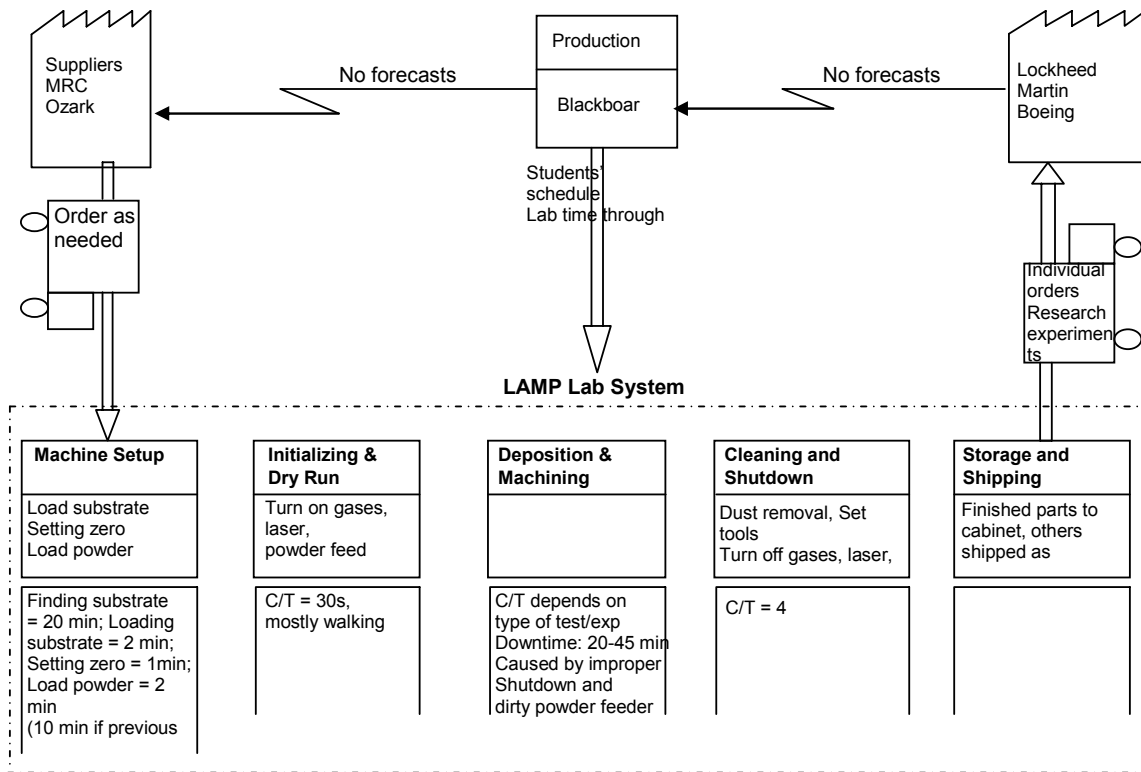 Suppliers
MRC
Ozark
No forecasts
Production
Blackboar
No forecasts
Lockheed
Martin
Boeing
Students'
schedule
Lab time through
Order as
needed
Individual
orders
Research
experimen
ts
LAMP Lab System
Machine Setup
Load substrate
Setting zero
Load powder
Finding substrate
= 20 min; Loading
substrate = 2 min;
Setting zero = 1min;
Load powder = 2
min
(10 min if previous
Initializing &
Dry Run
Turn on gases,
laser,
powder feed
C/T = 30s,
mostly walking
Deposition &
Machining
C/T depends on
type of test/exp
Downtime: 20-45 min
Caused by improper
Shutdown and
dirty powder feeder
Cleaning and
Shutdown
Dust removal, Set
tools
Turn off gases, laser,
C/T = 4
Storage and
Shipping
Finished parts to
cabinet, others
shipped as